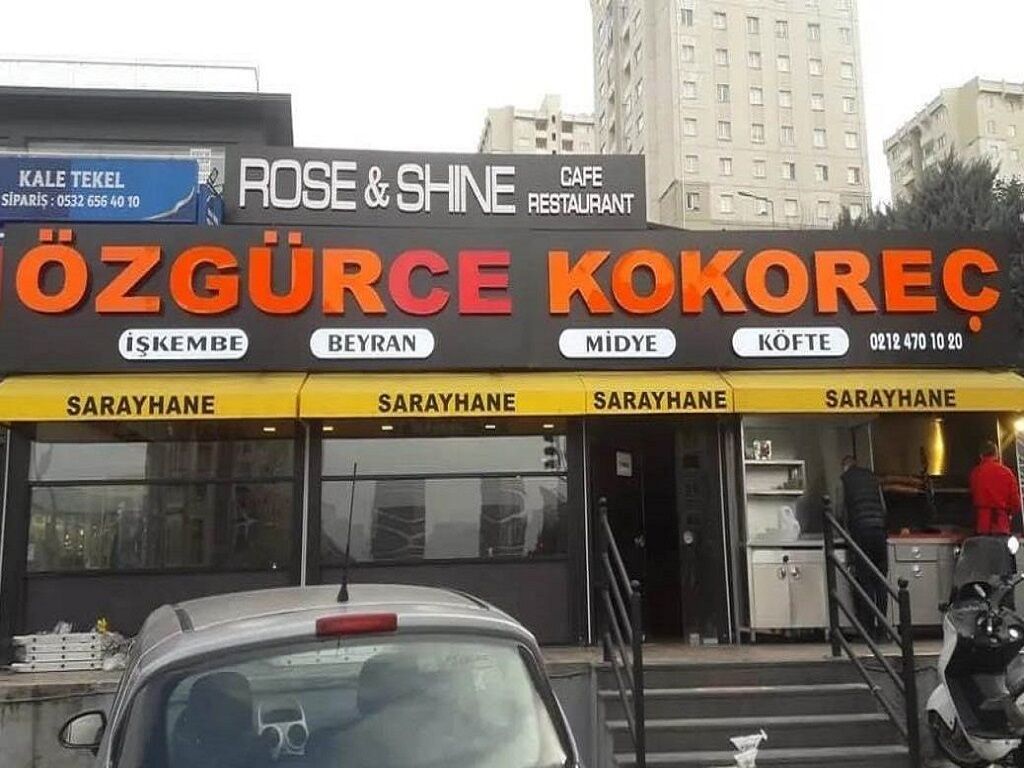 KALE TEKEL
SİPARİŞ : 0532 656 40 10
ROSE & SHINE CAFE RESTAURANT
ÖZGÜRCE KOKOREÇ
İŞKEMBE BEYRAN MİDYE KÖFTE 0212 470 10 20
SARAYHANE SARAYHANE SARAYHANE SARAYHANE